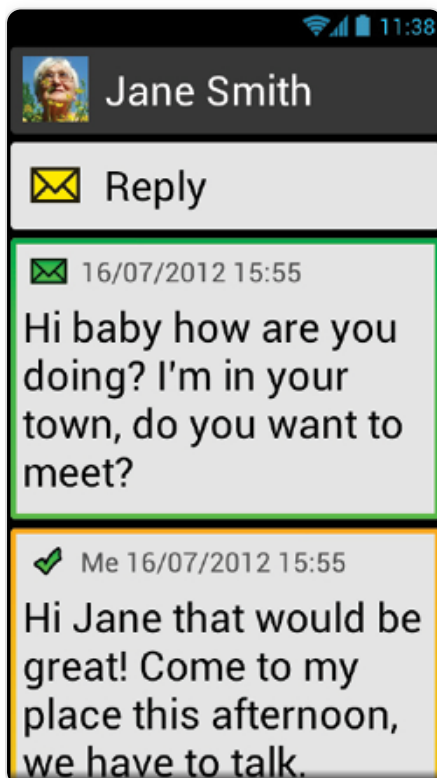 11:38
Jane Smith
Reply
16/07/2012 15:55
Hi baby how are you
doing? I'm in your
town, do you want to
meet?
Me 16/07/2012 15:55
Hi Jane that would be
great! Come to my
place this afternoon,
we have to talk.